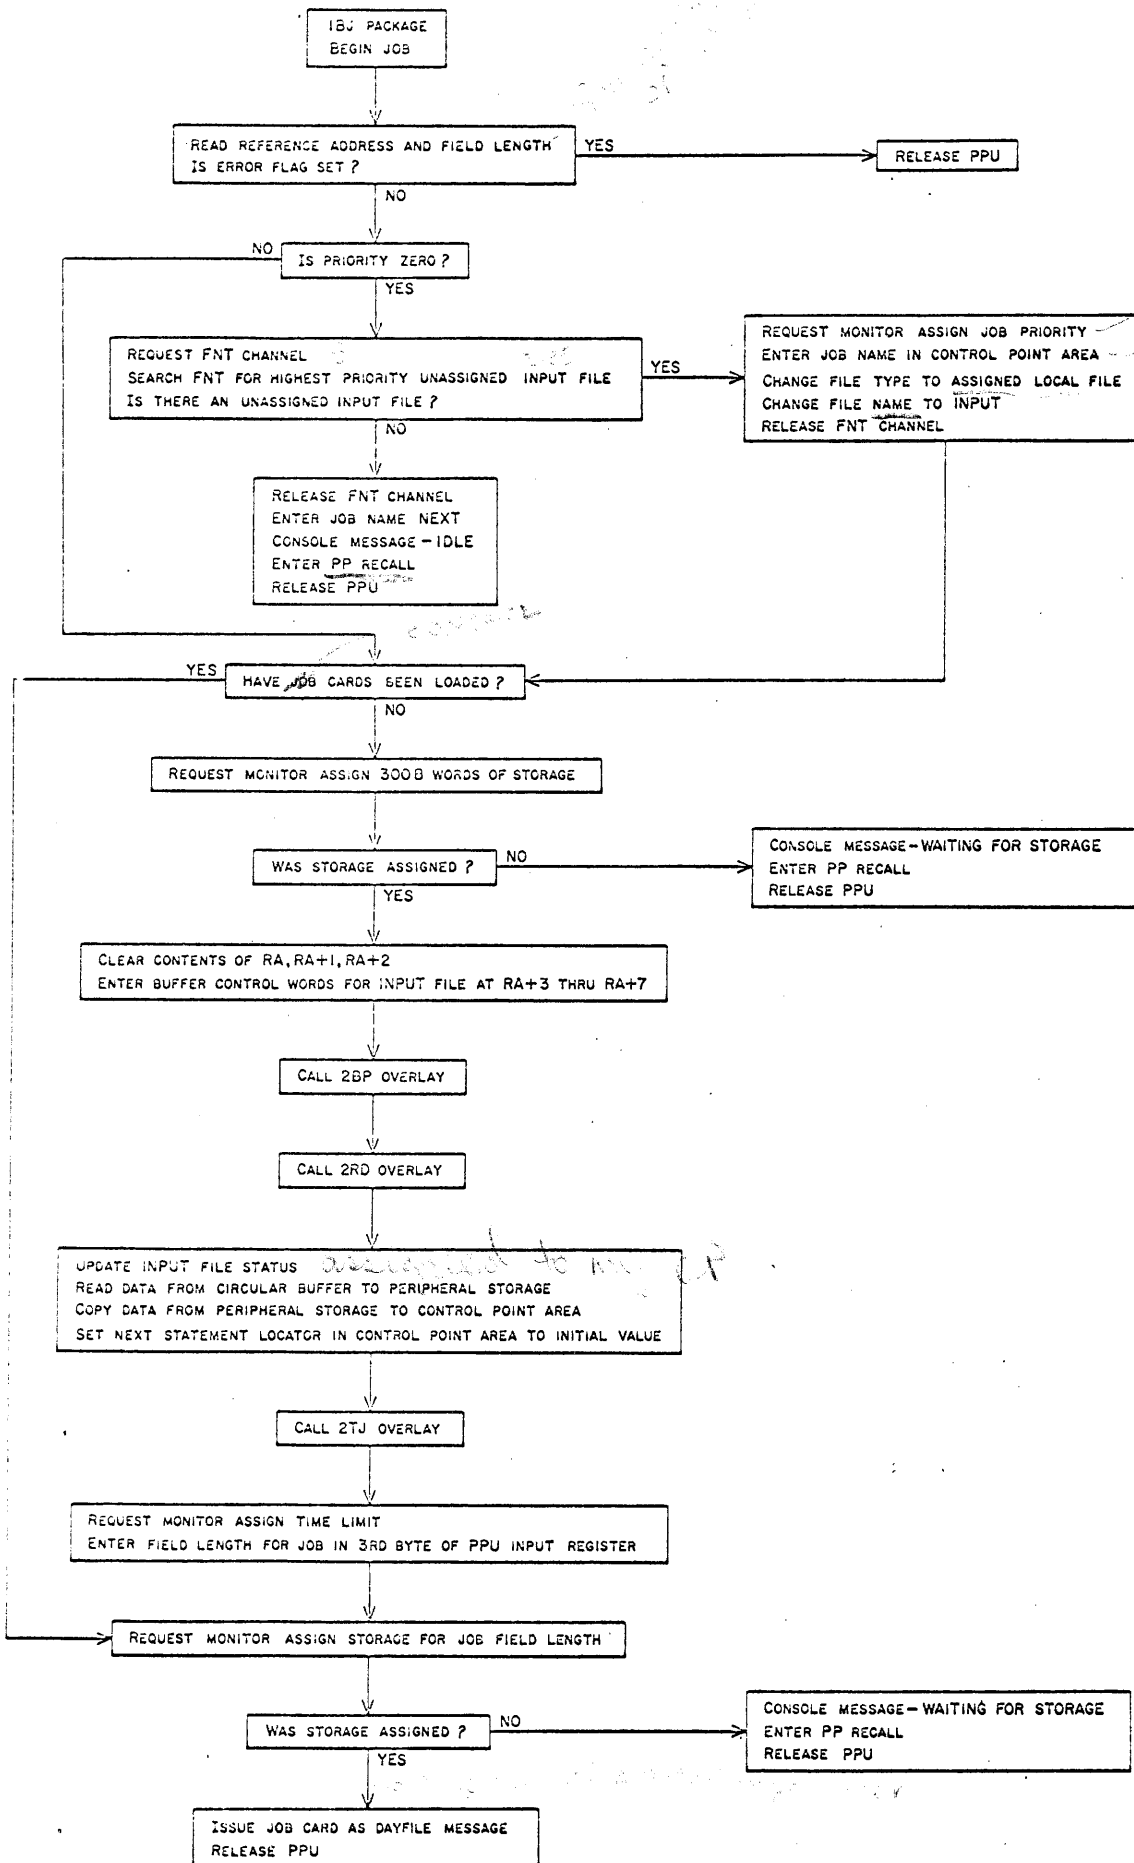 1BJ PACKAGE
BEGIN JOB
READ REFERENCE ADDRESS AND FIELD LENGTH
IS ERROR FLAG SET?
YES
RELEASE PPU
NO
NO
IS PRIORITY ZERO?
YES
REQUEST FNT CHANNEL
SEARCH FNT FOR HIGHEST PRIORITY UNASSIGNED INPUT FILE
IS THERE AN UNASSIGNED INPUT FILE?
YES
REQUEST MONITOR ASSIGN JOB PRIORITY
ENTER JOB NAME IN CONTROL POINT AREA
CHANGE FILE TYPE TO ASSIGNED LOCAL FILE
CHANGE FILE NAME TO INPUT
RELEASE FNT CHANNEL
NO
RELEASE FNT CHANNEL
ENTER JOB NAME NEXT
CONSOLE MESSAGE-IDLE
ENTER PP RECALL
RELEASE PPU
control
YES
HAVE JOB CARDS BEEN LOADED?
NO
REQUEST MONITOR ASSIGN 300B WORDS OF STORAGE
WAS STORAGE ASSIGNED?
NO
CONSOLE MESSAGE-WAITING FOR STORAGE
ENTER PP RECALL
RELEASE PPU
YES
CLEAR CONTENTS OF RA, RA+1, RA+2
ENTER BUFFER CONTROL WORDS FOR INPUT FILE AT RA+3 THRU RA+7
CALL 2BP OVERLAY
CALL 2RD OVERLAY
UPDATE INPUT FILE STATUS assigned to my CP
READ DATA FROM CIRCULAR BUFFER TO PERIPHERAL STORAGE
COPY DATA FROM PERIPHERAL STORAGE TO CONTROL POINT AREA
SET NEXT STATEMENT LOCATOR IN CONTROL POINT AREA TO INITIAL VALUE
CALL 2TJ OVERLAY
REQUEST MONITOR ASSIGN TIME LIMIT
ENTER FIELD LENGTH FOR JOB IN 3RD BYTE OF PPU INPUT REGISTER
REQUEST MONITOR ASSIGN STORAGE FOR JOB FIELD LENGTH
WAS STORAGE ASSIGNED?
NO
CONSOLE MESSAGE-WAITING FOR STORAGE
ENTER PP RECALL
RELEASE PPU
YES
ISSUE JOB CARD AS DAYFILE MESSAGE
RELEASE PPU